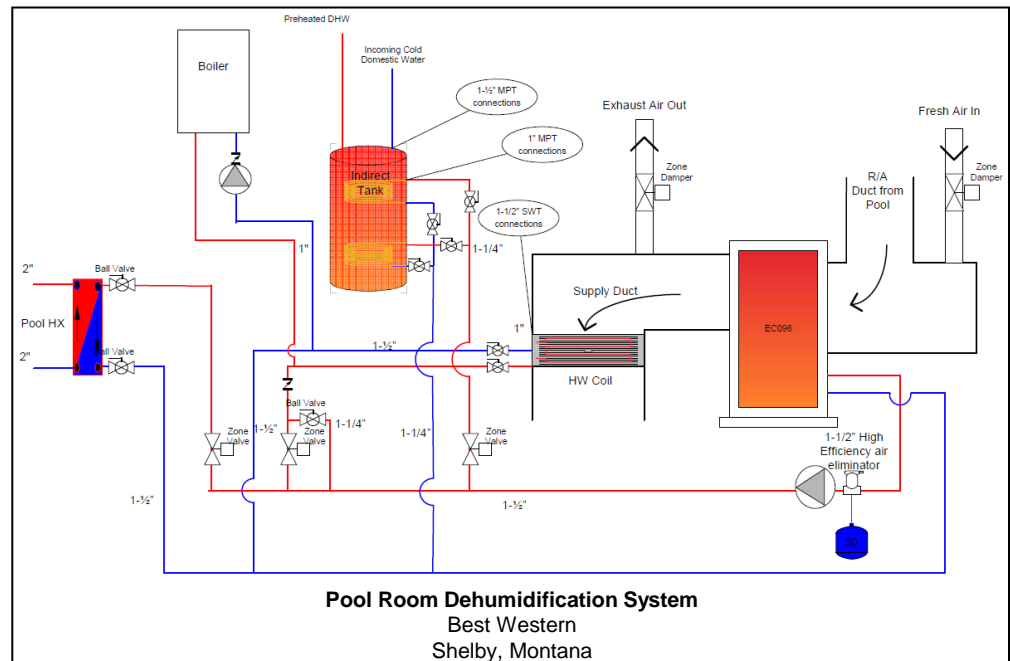 Preheated DHW
Incoming Cold
Domestic Water
Boiler
1-½" MPT
connections
Exhaust Air Out
Fresh Air In
1" MPT
connections
Indirect
Tank
Zone
Damper
R/A
Duct from
Pool
Zone
Damper
1-1/2" SWT
connections
1"
1-1/4"
2"
Ball Valve
Supply Duct
Pool HX
1"
EC096
1-½"
2"
Ball Valve
HW Coil
Ball Valve
1-½"
1-1/4"
1-1/4"
Zone
Valve
Zone
Valve
Zone
Valve
1-1/2" High
Efficiency air
eliminator
1-½"
1-½"
30
Pool Room Dehumidification System
Best Western
Shelby, Montana